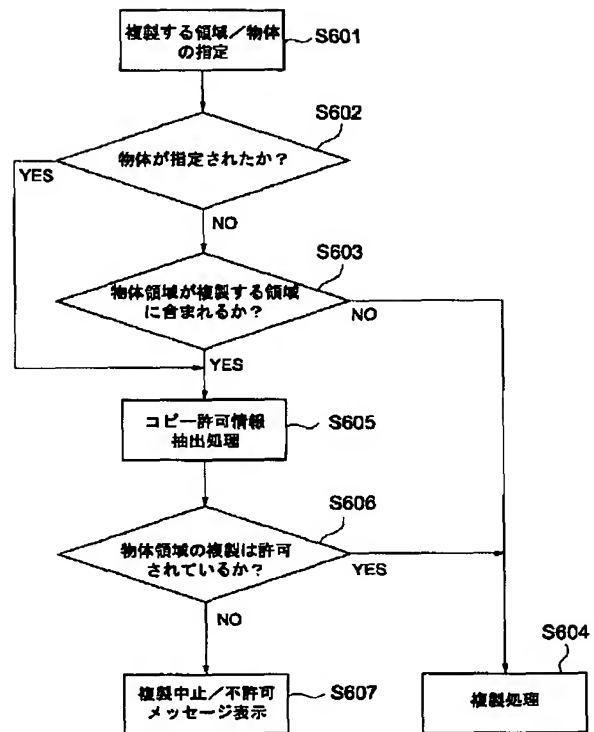 複製する領域/物体
の指定
S601
S602
物体が指定されたか?
YES
NO
S603
物体領域が複製する領域
に含まれるか?
NO
YES
コピー許可情報
抽出処理
S605
S606
物体領域の複製は許可
されているか?
YES
NO
S604
複製中止/不許可
メッセージ表示
S607
複製処理